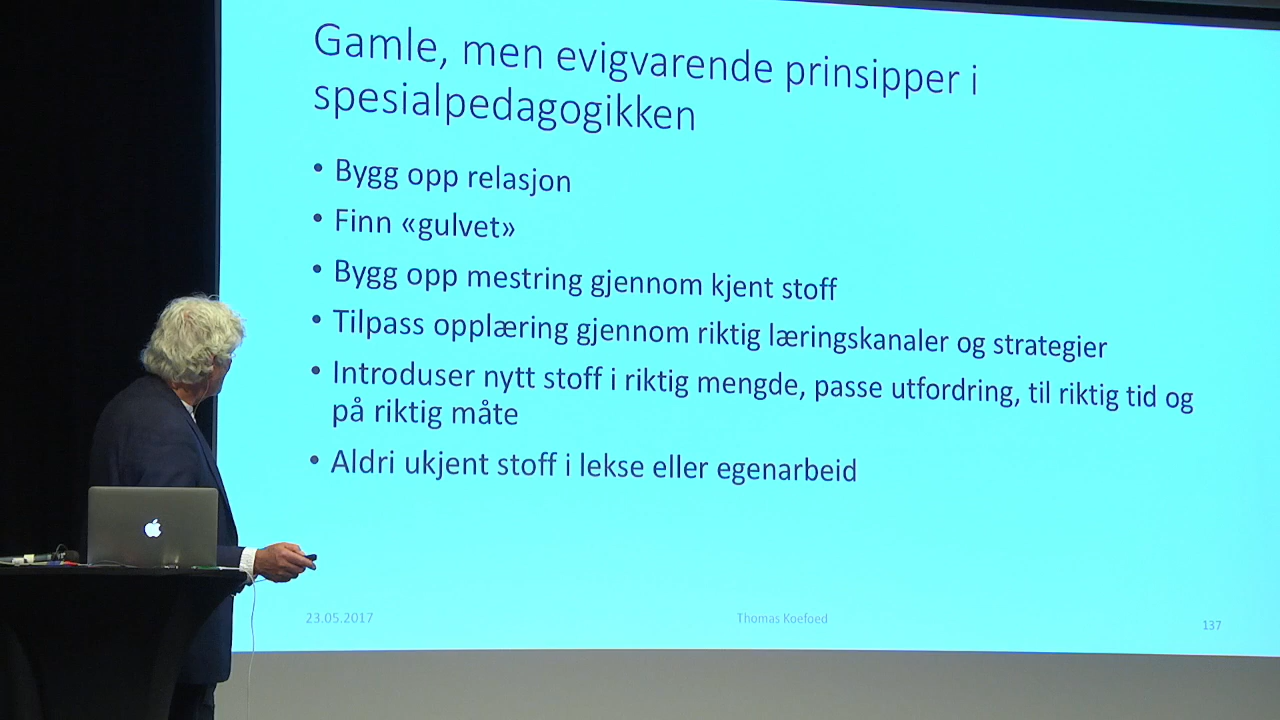 Gamle, men evigvarende prinsipper i
spesialpedagogikken
• Bygg opp relasjon
• Finn «gulvet»
• Bygg opp mestring gjennom kjent stoff
• Tilpass opplæring gjennom riktig læringskanaler og strategier
• Introduser nytt stoff i riktig mengde, passe utfordring, til riktig tid og
på riktig måte
• Aldri ukjent stoff i lekse eller egenarbeid
23.05.2017
Thomas Koefoed
137